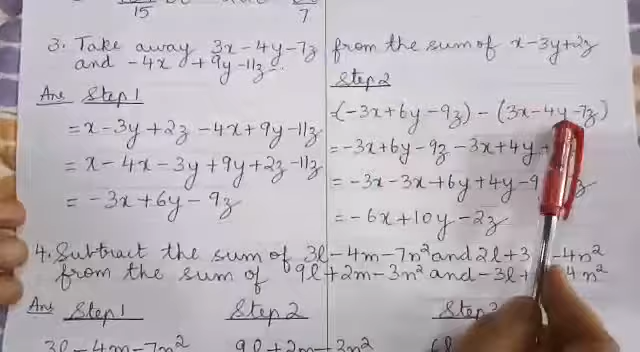 15
7
3. Take away 3x-4y-7z from the sum of x-3y+2z
and -4x +9y-11z.
Ans Step 1
= x-3y+2z-4x+9y-11z
= x-4x-3y+9y+2z-11z
= -3x+6y-9z
Step 2
(-3x+6y-9z) - (3x-4y-7z)
= -3x+6y-9z-3x+4y+
= -3x-3x+6y+4y-9 z
= -6x+10y-2z
4. Subtract the sum of 3l-4m-7n² and 2l+3 -4n²
from the sum of 9l+2m-3n² and -3l+ 4n²
Ans Step 1 Step 2 Step
3l-4m-7n² 9l+2m-3n² 6l